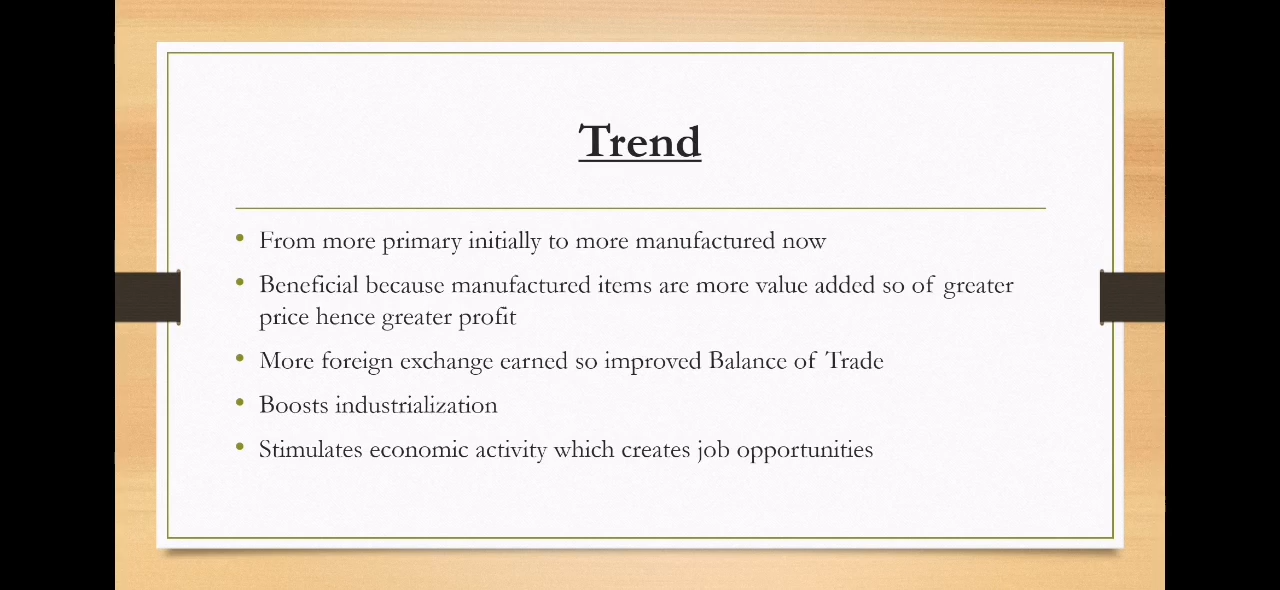 Trend
• From more primary initially to more manufactured now
• Beneficial because manufactured items are more value added so of greater
price hence greater profit
• More foreign exchange earned so improved Balance of Trade
• Boosts industrialization
• Stimulates economic activity which creates job opportunities